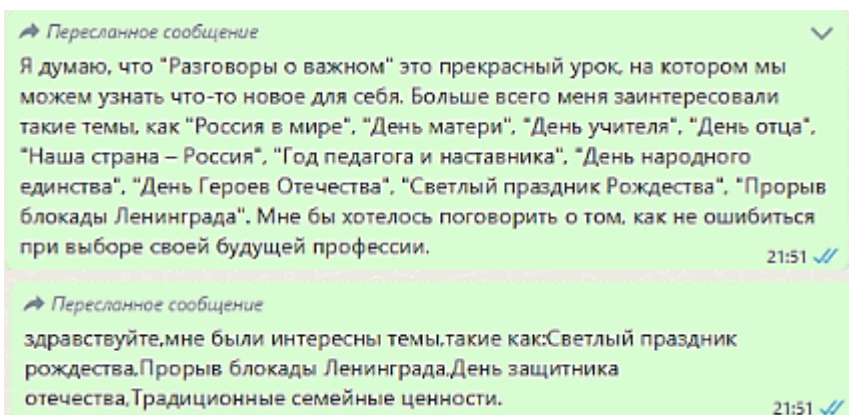 Пересланное сообщение
Я думаю, что "Разговоры о важном" это прекрасный урок, на котором мы
можем узнать что-то новое для себя. Больше всего меня заинтересовали
такие темы, как "Россия в мире", "День матери", "День учителя", "День отца",
"Наша страна – Россия", "Год педагога и наставника", "День народного
единства", "День Героев Отечества", "Светлый праздник Рождества", "Прорыв
блокады Ленинграда". Мне бы хотелось поговорить о том, как не ошибиться
при выборе своей будущей профессии.
21:51
Пересланное сообщение
здравствуйте,мне были интересны темы,такие как:Светлый праздник
рождества,Прорыв блокады Ленинграда,День защитника
отечества,Традиционные семейные ценности.
21:51